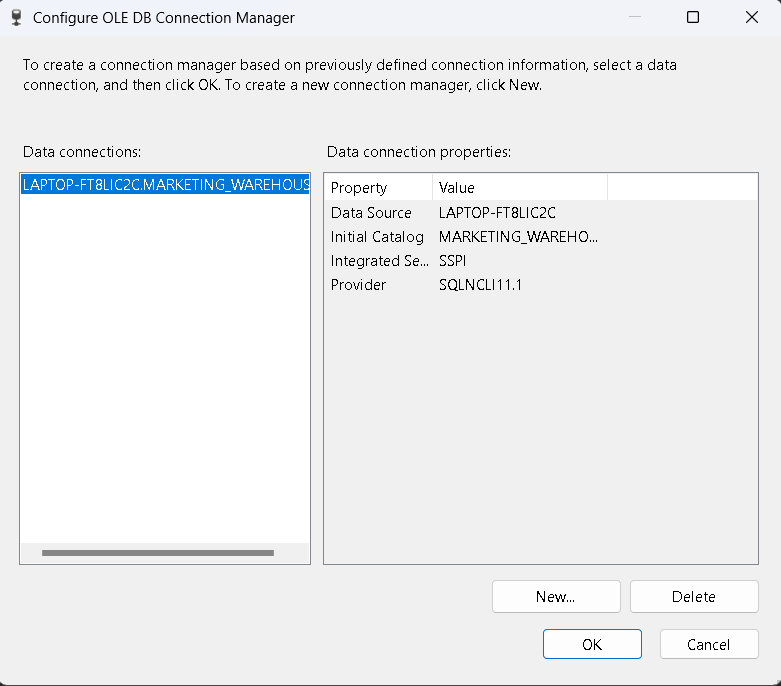 Configure OLE DB Connection Manager
To create a connection manager based on previously defined connection information, select a data
connection, and then click OK. To create a new connection manager, click New.
Data connections:
Data connection properties:
LAPTOP-FT8LIC2C.MARKETING_WAREHOUS
Property Value
Data Source LAPTOP-FT8LIC2C
Initial Catalog MARKETING_WAREHO...
Integrated Se... SSPI
Provider SQLNCLI11.1
New... Delete
OK Cancel